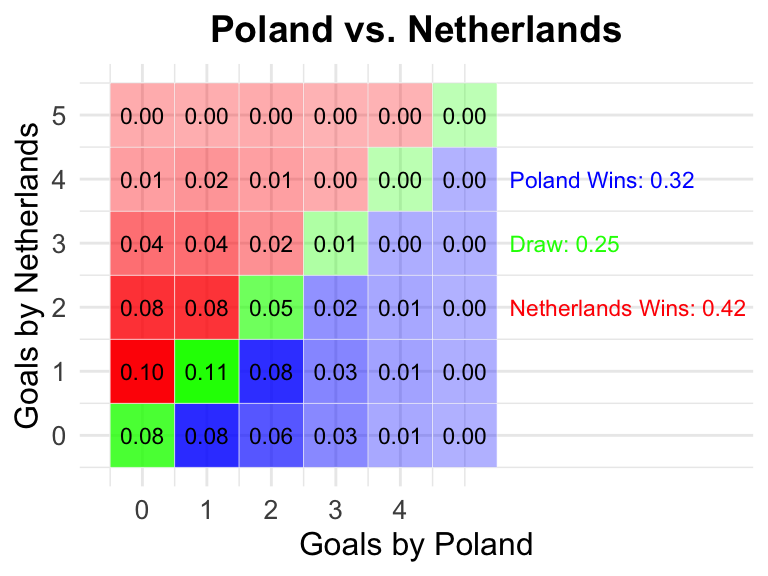 Poland vs. Netherlands
Goals by Netherlands
5 0.00 0.00 0.00 0.00 0.00 0.00
4 0.01 0.02 0.01 0.00 0.00 0.00 Poland Wins: 0.32
3 0.04 0.04 0.02 0.01 0.00 0.00 Draw: 0.25
2 0.08 0.08 0.05 0.02 0.01 0.00 Netherlands Wins: 0.42
1 0.10 0.11 0.08 0.03 0.01 0.00
0 0.08 0.08 0.06 0.03 0.01 0.00
0 1 2 3 4
Goals by Poland